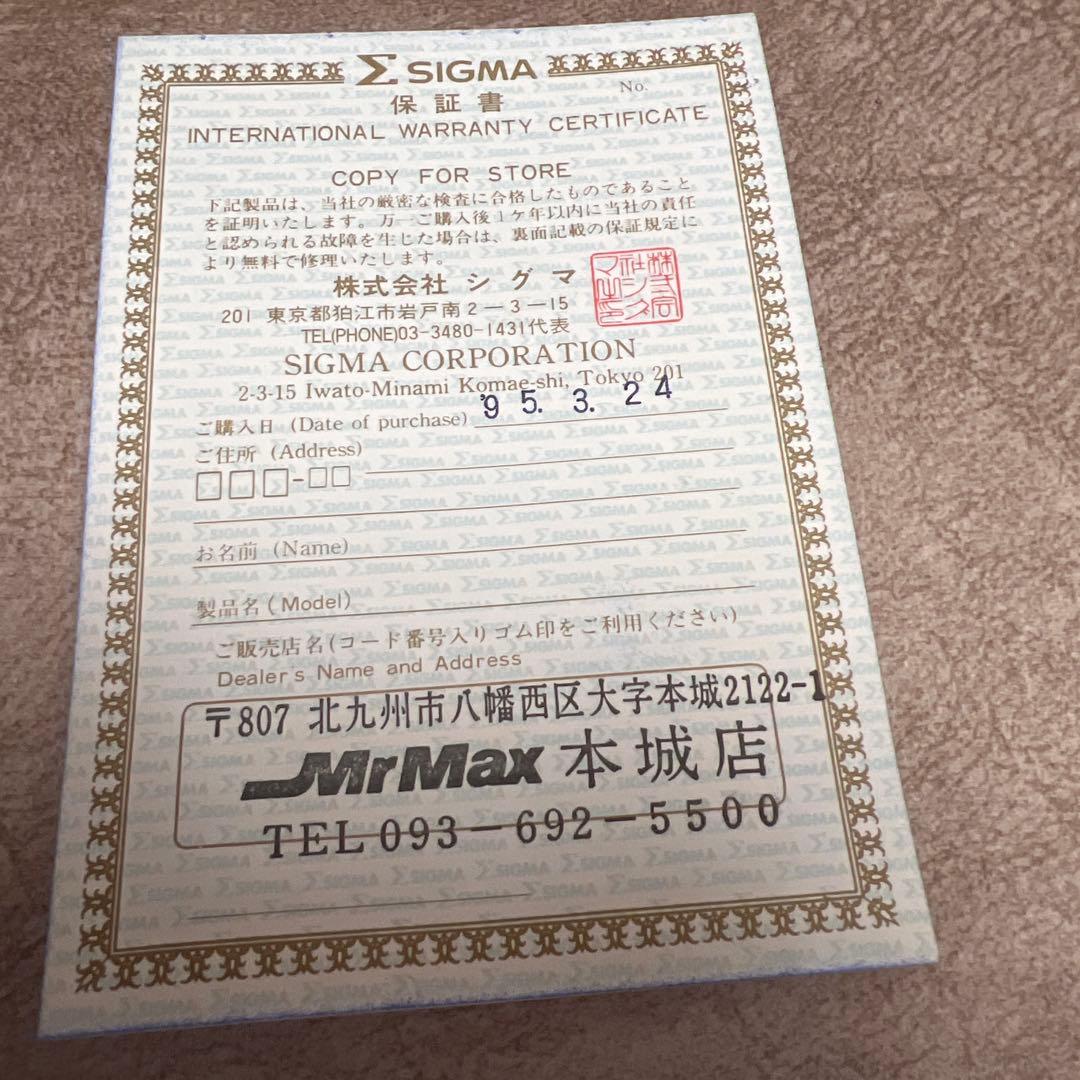 Σ SIGMA
No.
保証書
INTERNATIONAL WARRANTY CERTIFICATE
COPY FOR STORE
下記製品は、当社の厳密な検査に合格したものであること
を証明いたします。万一ご購入後1ヶ年以内に当社の責任
と認められる故障を生じた場合は、裏面記載の保証規定に
より無料で修理いたします。
株式会社 シグマ
201 東京都狛江市岩戸南2-3-15
TEL(PHONE)03-3480-1431代表
SIGMA CORPORATION
2-3-15 Iwato-Minami Komae-shi, Tokyo 201
ご購入日 (Date of purchase) '95. 3. 24
ご住所 (Address)
□□□-□□
お名前 (Name)
製品名 (Model)
ご販売店名(コード番号入りゴム印をご利用ください)
Dealer's Name and Address
〒807 北九州市八幡西区大字本城2122-1
MrMax 本城店
TEL 093-692-5500